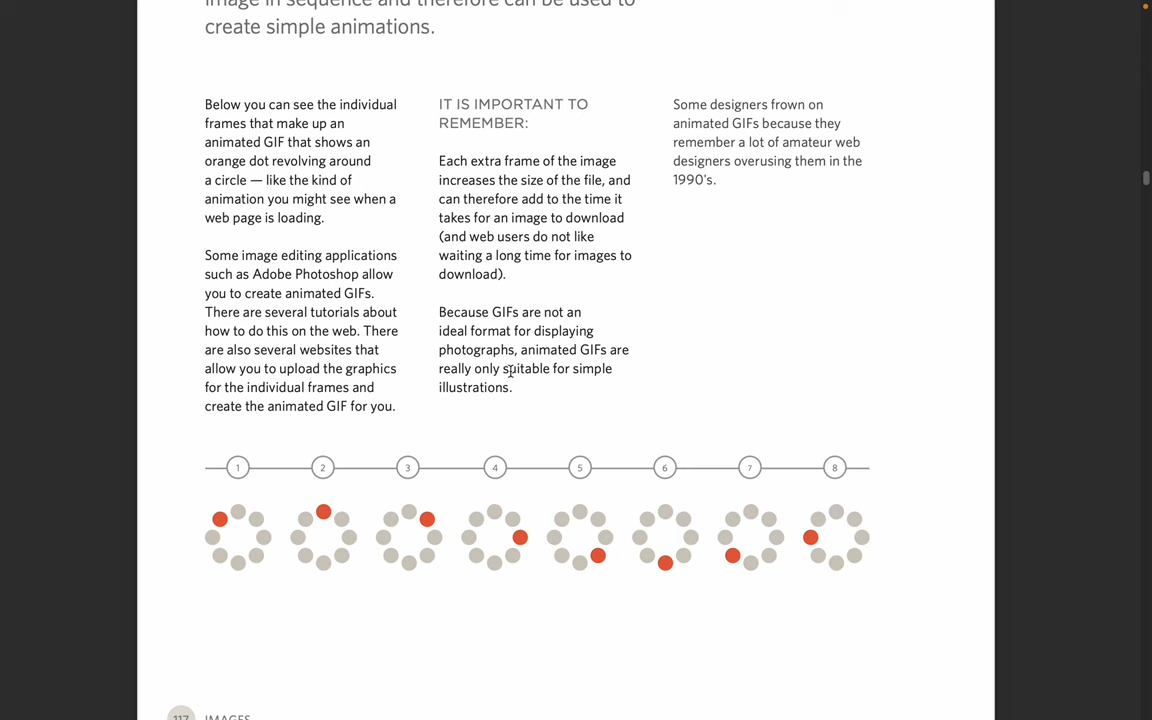 image in sequence and therefore can be used to
create simple animations.
Below you can see the individual
frames that make up an
animated GIF that shows an
orange dot revolving around
a circle — like the kind of
animation you might see when a
web page is loading.
Some image editing applications
such as Adobe Photoshop allow
you to create animated GIFs.
There are several tutorials about
how to do this on the web. There
are also several websites that
allow you to upload the graphics
for the individual frames and
create the animated GIF for you.
IT IS IMPORTANT TO
REMEMBER:
Each extra frame of the image
increases the size of the file, and
can therefore add to the time it
takes for an image to download
(and web users do not like
waiting a long time for images to
download).
Because GIFs are not an
ideal format for displaying
photographs, animated GIFs are
really only suitable for simple
illustrations.
Some designers frown on
animated GIFs because they
remember a lot of amateur web
designers overusing them in the
1990's.
1 2 3 4 5 6 7 8
117 IMAGES